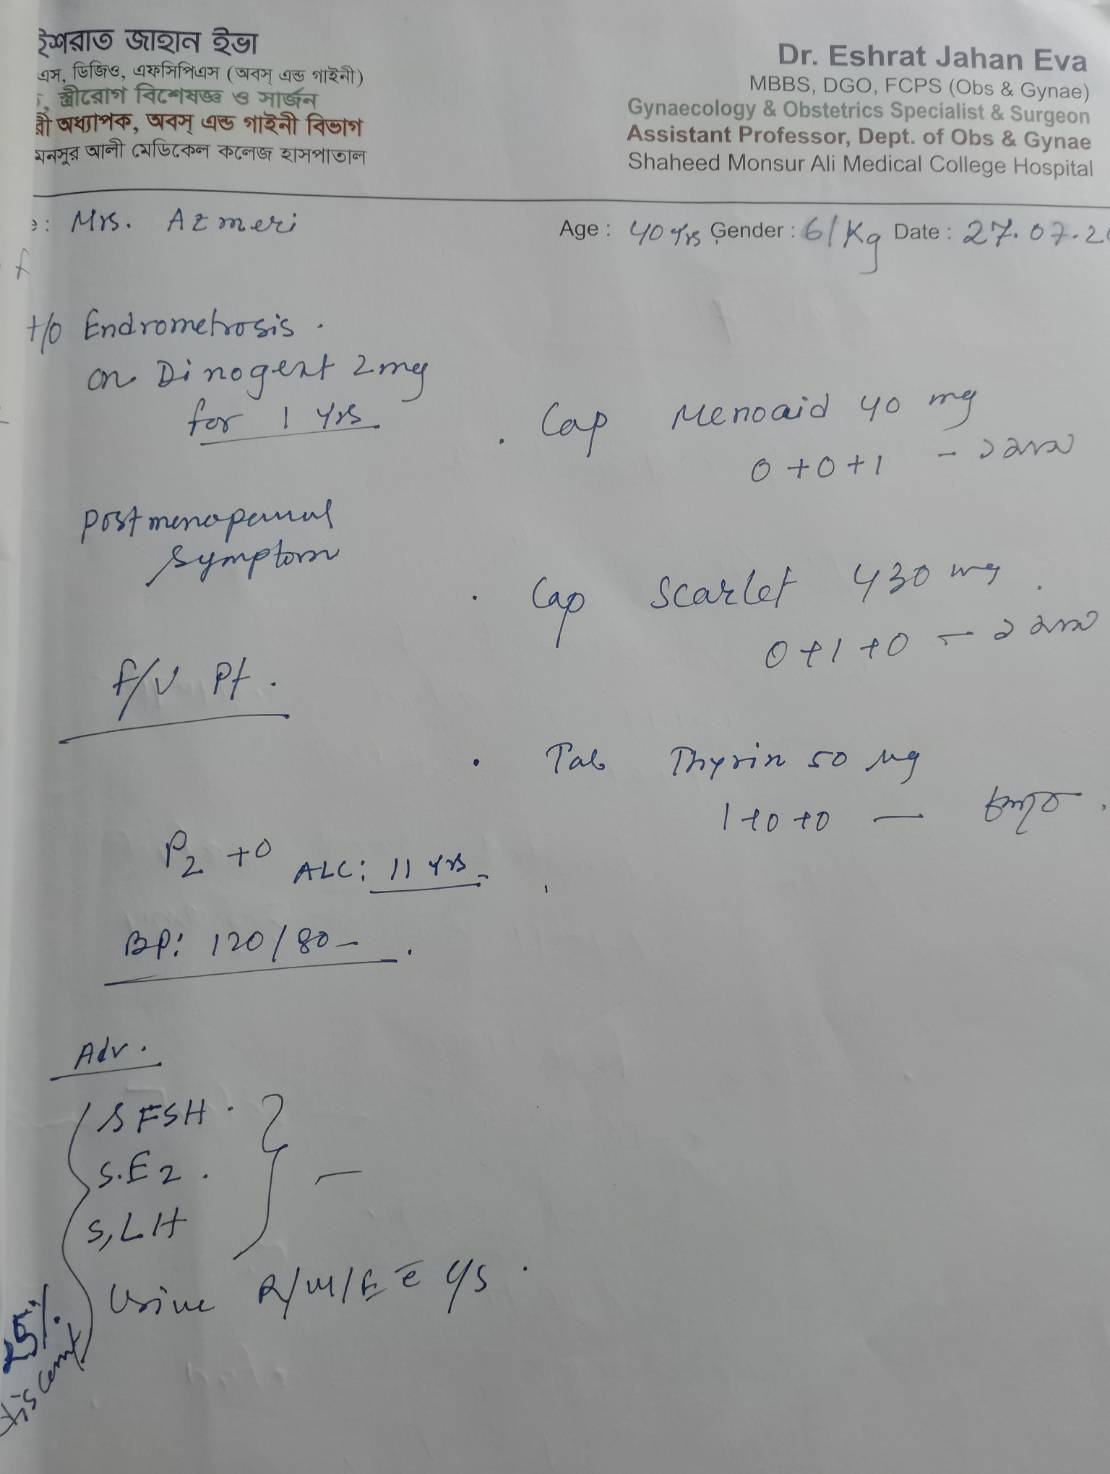 ইশরাত জাহান ইভা
এস, ডিজিও, এফসিপিএস (অবস্ এন্ড গাইনী)
স্ত্রীরোগ বিশেষজ্ঞ ও সার্জন
অধ্যাপক, অবস্ এন্ড গাইনী বিভাগ
মনসুর আলী মেডিকেল কলেজ হাসপাতাল
Dr. Eshrat Jahan Eva
MBBS, DGO, FCPS (Obs & Gynae)
Gynaecology & Obstetrics Specialist & Surgeon
Assistant Professor, Dept. of Obs & Gynae
Shaheed Monsur Ali Medical College Hospital
: Mrs. Azmeri
Age : 40 yrs Gender : 61 Kg Date : 27.07.2
H/o Endrometrosis.
on Dinogest 2mg
for 1 yrs
postmenopausal
symptom
f/U Pt.
P2 +0 ALC: 11 yrs
BP: 120/80
Adv.
S FSH.
S.E2.
S,LH
Urine R/M/E c̄ C/S.
25%
discount
Cap Menoaid 40 mg
0+0+1 - ২মাস
Cap Scarlet 430 mg.
0+1+0 - ২মাস
Tab Thyrin 50 µg
1+0+0 —